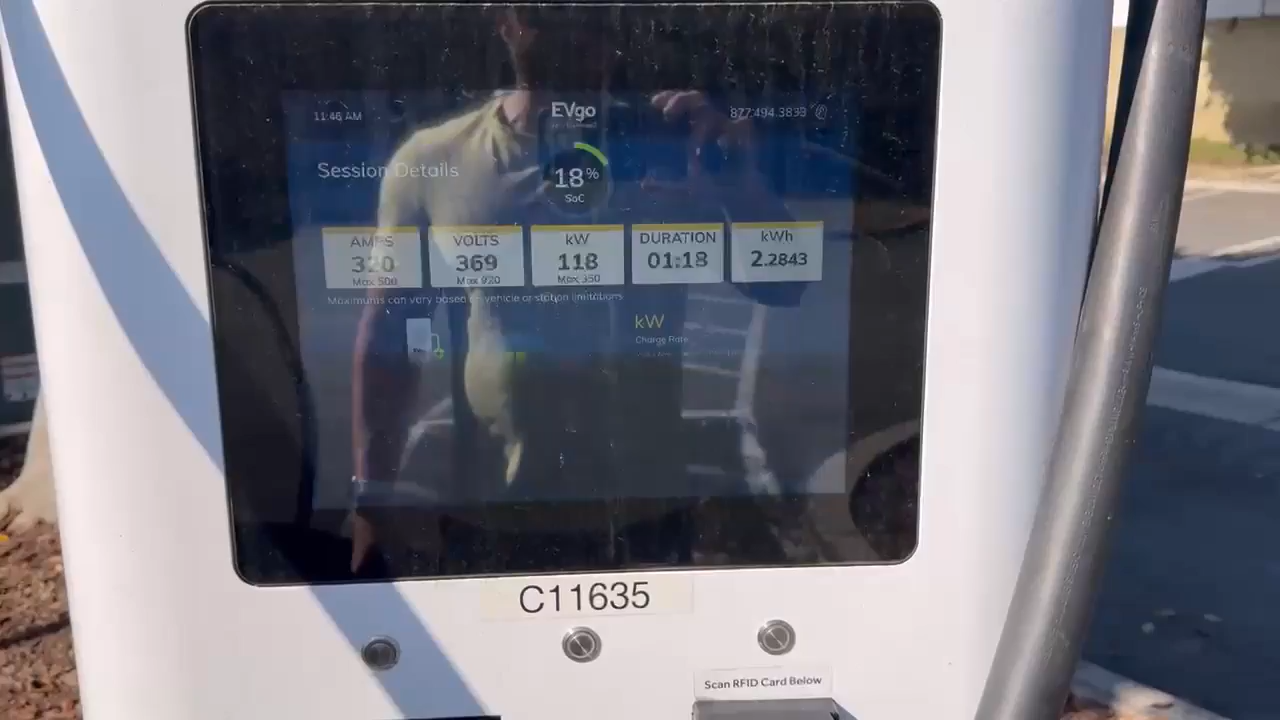 11:46 AM
EVgo
877.494.3833
Session Details
18%
SoC
AMPS
320
Max 500
VOLTS
369
Max 920
kW
118
Max 350
DURATION
01:18
kWh
2.2843
Maximums can vary based on vehicle or station limitations
kW
Charge Rate
C11635
Scan RFID Card Below